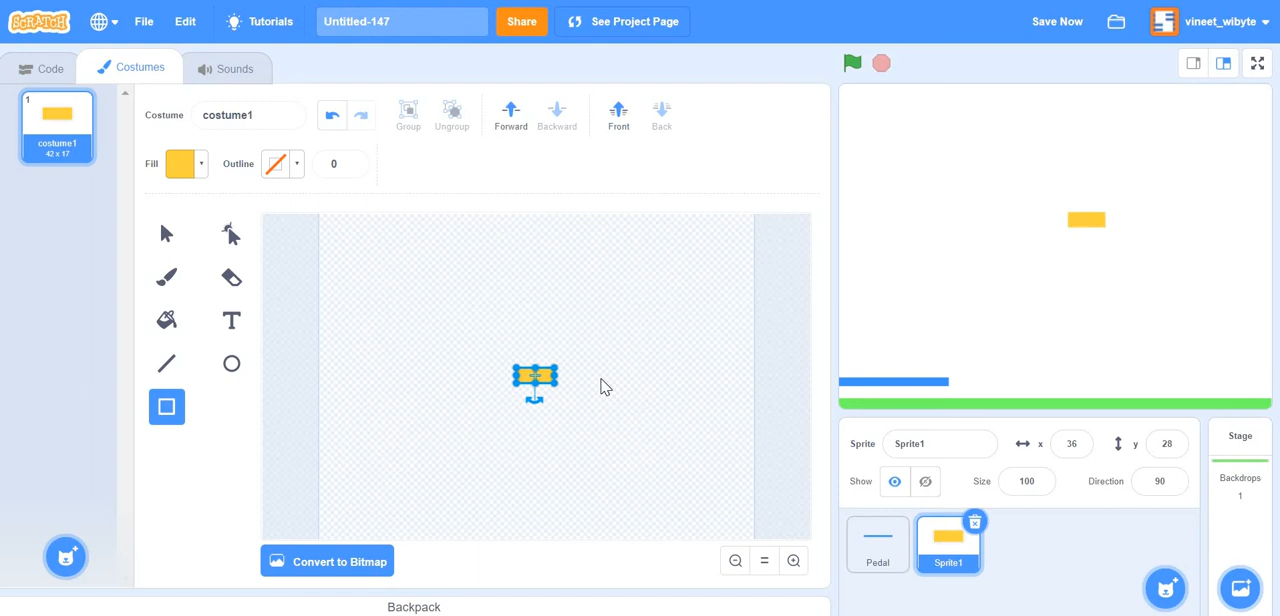 SCRATCH File Edit Tutorials Untitled-147 Share See Project Page Save Now vineet_wibyte
Code Costumes Sounds
1
costume1
42 x 17
Costume costume1 Group Ungroup Forward Backward Front Back
Fill Outline 0
T
Convert to Bitmap
Backpack
Sprite Sprite1 x 36 y 28
Show Size 100 Direction 90
Pedal Sprite1
Stage
Backdrops
1